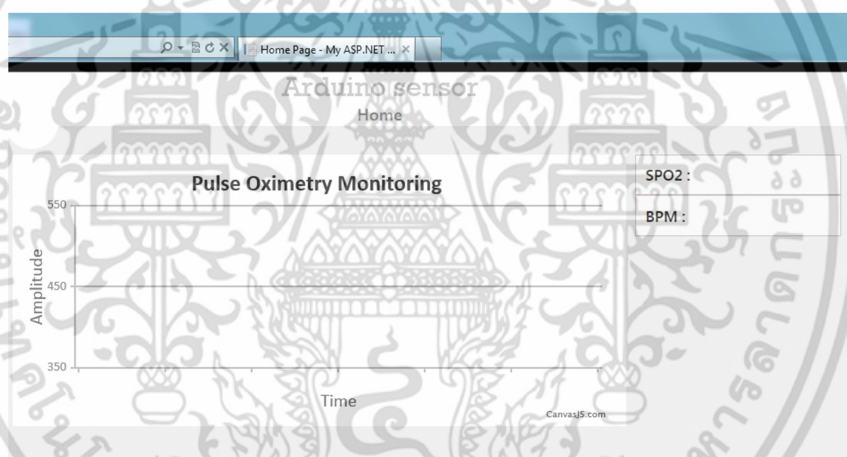 Home Page - My ASP.NET ...
Arduino sensor
Home
Pulse Oximetry Monitoring
SPO2 :
BPM :
550
450
350
Amplitude
Time
CanvasJS.com